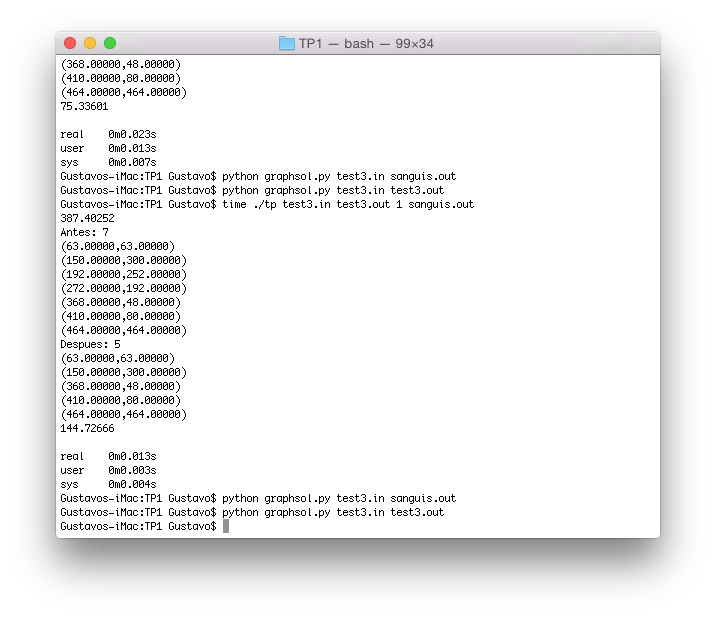 TP1 — bash — 99×34
(368.00000,48.00000)
(410.00000,80.00000)
(464.00000,464.00000)
75.33601
real 0m0.023s
user 0m0.013s
sys 0m0.007s
Gustavos-iMac:TP1 Gustavo$ python graphsol.py test3.in sanguis.out
Gustavos-iMac:TP1 Gustavo$ python graphsol.py test3.in test3.out
Gustavos-iMac:TP1 Gustavo$ time ./tp test3.in test3.out 1 sanguis.out
387.40252
Antes: 7
(63.00000,63.00000)
(150.00000,300.00000)
(192.00000,252.00000)
(272.00000,192.00000)
(368.00000,48.00000)
(410.00000,80.00000)
(464.00000,464.00000)
Despues: 5
(63.00000,63.00000)
(150.00000,300.00000)
(368.00000,48.00000)
(410.00000,80.00000)
(464.00000,464.00000)
144.72666
real 0m0.013s
user 0m0.003s
sys 0m0.004s
Gustavos-iMac:TP1 Gustavo$ python graphsol.py test3.in sanguis.out
Gustavos-iMac:TP1 Gustavo$ python graphsol.py test3.in test3.out
Gustavos-iMac:TP1 Gustavo$